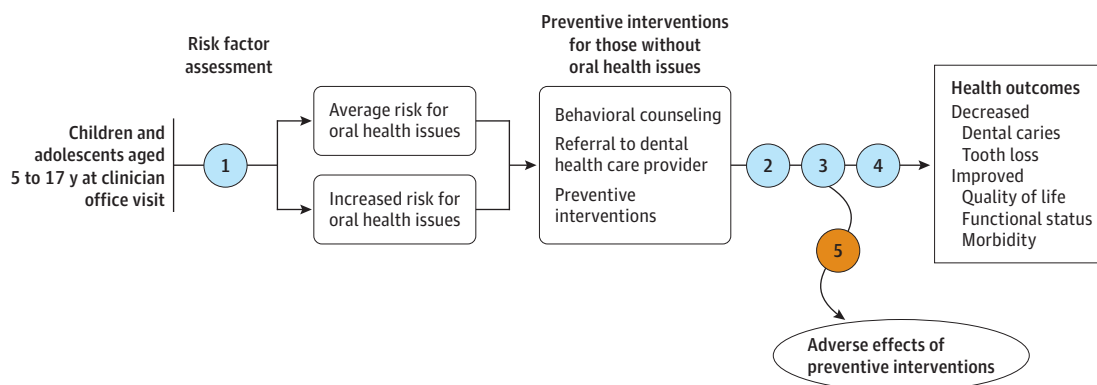 Children and
adolescents aged
5 to 17 y at clinician
office visit
Risk factor
assessment
1
Average risk for
oral health issues
Increased risk for
oral health issues
Preventive interventions
for those without
oral health issues
Behavioral counseling
Referral to dental
health care provider
Preventive
interventions
2
3
4
5
Adverse effects of
preventive interventions
Health outcomes
Decreased
Dental caries
Tooth loss
Improved
Quality of life
Functional status
Morbidity